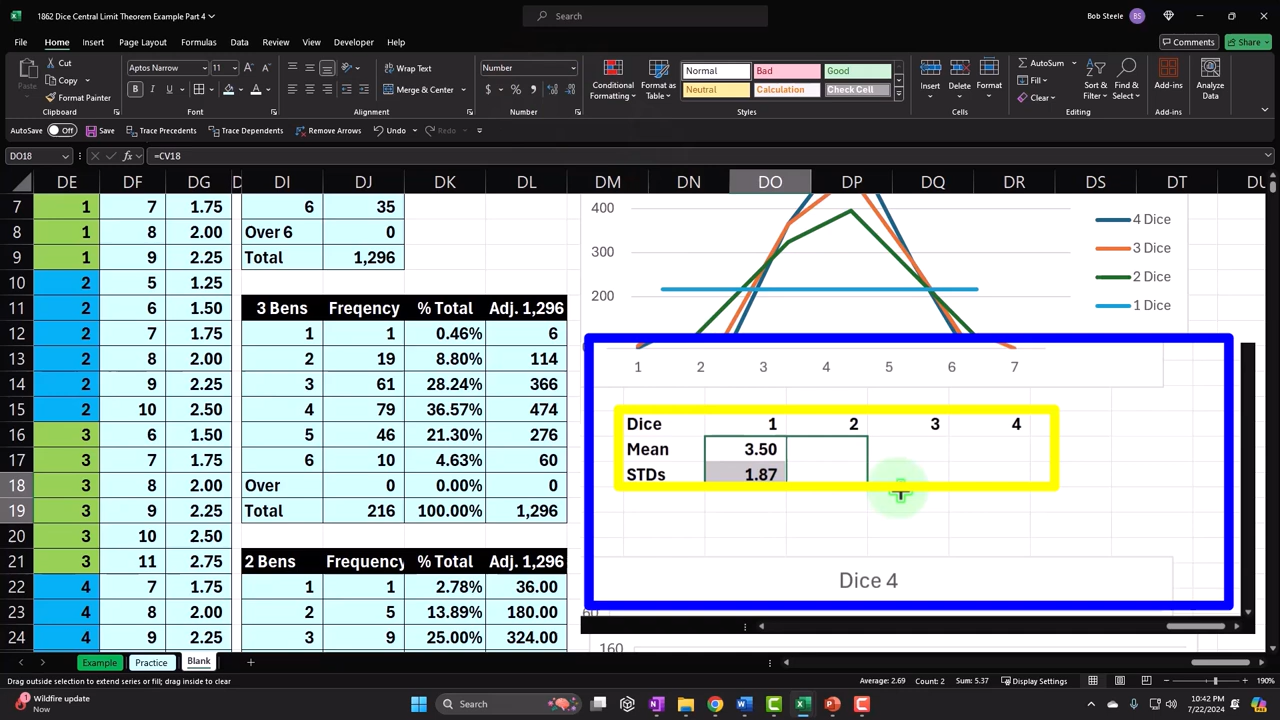 1862 Dice Central Limit Theorem Example Part 4
Search
Bob Steele
BS
File Home Insert Page Layout Formulas Data Review View Developer Help
Comments Share
Cut
Copy
Format Painter
Paste
Clipboard
Aptos Narrow 11
B I U
Font
Wrap Text
Merge & Center
Alignment
Number
$ % 9
Number
Conditional Formatting
Format as Table
Normal Bad Good
Neutral Calculation Check Cell
Styles
Insert Delete Format
Cells
AutoSum
Fill
Clear
Sort & Filter
Find & Select
Editing
Add-ins
Add-ins
Analyze Data
AutoSave Off Save Trace Precedents Trace Dependents Remove Arrows Undo Redo
DO18 fx =CV18
DE DF DG D DI DJ DK DL DM DN DO DP DQ DR DS DT DU
7 1 7 1.75 6 35
8 1 8 2.00 Over 6 0
9 1 9 2.25 Total 1,296
10 2 5 1.25
11 2 6 1.50 3 Bens Freqency % Total Adj. 1,296
12 2 7 1.75 1 1 0.46% 6
13 2 8 2.00 2 19 8.80% 114
14 2 9 2.25 3 61 28.24% 366
15 2 10 2.50 4 79 36.57% 474
16 3 6 1.50 5 46 21.30% 276
17 3 7 1.75 6 10 4.63% 60
18 3 8 2.00 Over 0 0.00% 0
19 3 9 2.25 Total 216 100.00% 1,296
20 3 10 2.50
21 3 11 2.75 2 Bens Frequency % Total Adj. 1,296
22 4 7 1.75 1 1 2.78% 36.00
23 4 8 2.00 2 5 13.89% 180.00
24 4 9 2.25 3 9 25.00% 324.00
400
300
200
4 Dice
3 Dice
2 Dice
1 Dice
1 2 3 4 5 6 7
Dice 1 2 3 4
Mean 3.50
STDs 1.87
Dice 4
160
Example Practice Blank
Drag outside selection to extend series or fill; drag inside to clear
Average: 2.69 Count: 2 Sum: 5.37 Display Settings 190%
Wildfire update
Now
Search
10:42 PM
7/22/2024